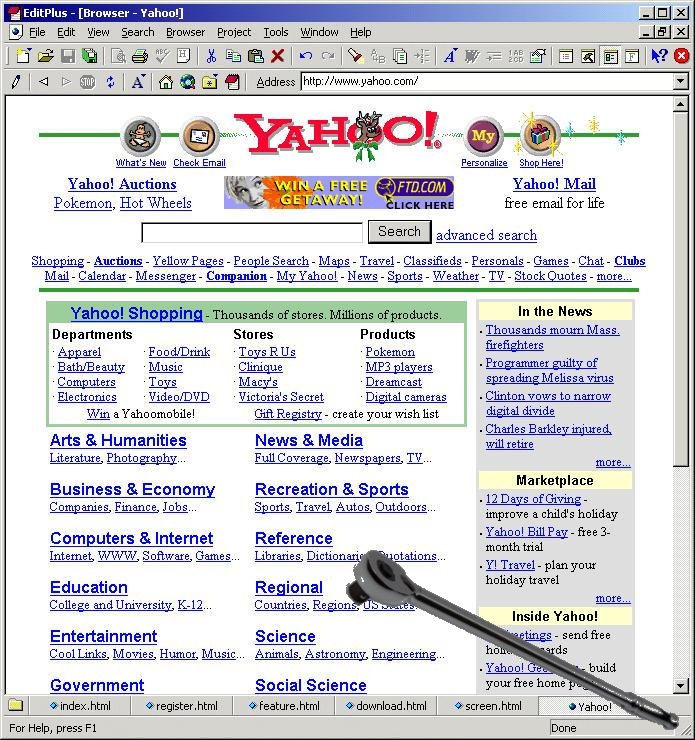 EditPlus - [Browser - Yahoo!]
File Edit View Search Browser Project Tools Window Help
Address http://www.yahoo.com/
What's New Check Email YAHOO! My Personalize Shop Here!
Yahoo! Auctions
Pokemon, Hot Wheels
WIN A FREE GETAWAY! FTD.COM CLICK HERE
Yahoo! Mail
free email for life
Search advanced search
Shopping - Auctions - Yellow Pages - People Search - Maps - Travel - Classifieds - Personals - Games - Chat - Clubs
Mail - Calendar - Messenger - Companion - My Yahoo! - News - Sports - Weather - TV - Stock Quotes - more...
Yahoo! Shopping - Thousands of stores. Millions of products.
Departments Stores Products
· Apparel · Food/Drink · Toys R Us · Pokemon
· Bath/Beauty · Music · Clinique · MP3 players
· Computers · Toys · Macy's · Dreamcast
· Electronics · Video/DVD · Victoria's Secret · Digital cameras
Win a Yahoomobile! Gift Registry - create your wish list
Arts & Humanities
Literature, Photography...
News & Media
Full Coverage, Newspapers, TV...
Business & Economy
Companies, Finance, Jobs...
Recreation & Sports
Sports, Travel, Autos, Outdoors...
Computers & Internet
Internet, WWW, Software, Games...
Reference
Libraries, Dictionaries, Quotations...
Education
College and University, K-12...
Regional
Countries, Regions, US States...
Entertainment
Cool Links, Movies, Humor, Music...
Science
Animals, Astronomy, Engineering...
Government
Social Science
In the News
· Thousands mourn Mass.
firefighters
· Programmer guilty of
spreading Melissa virus
· Clinton vows to narrow
digital divide
· Charles Barkley injured,
will retire
more...
Marketplace
· 12 Days of Giving -
improve a child's holiday
· Yahoo! Bill Pay - free 3-
month trial
· Y! Travel - plan your
holiday travel
more...
Inside Yahoo!
- send free
· Yahoo! - build
your free home
index.html register.html feature.html download.html screen.html Yahoo!
For Help, press F1 Done